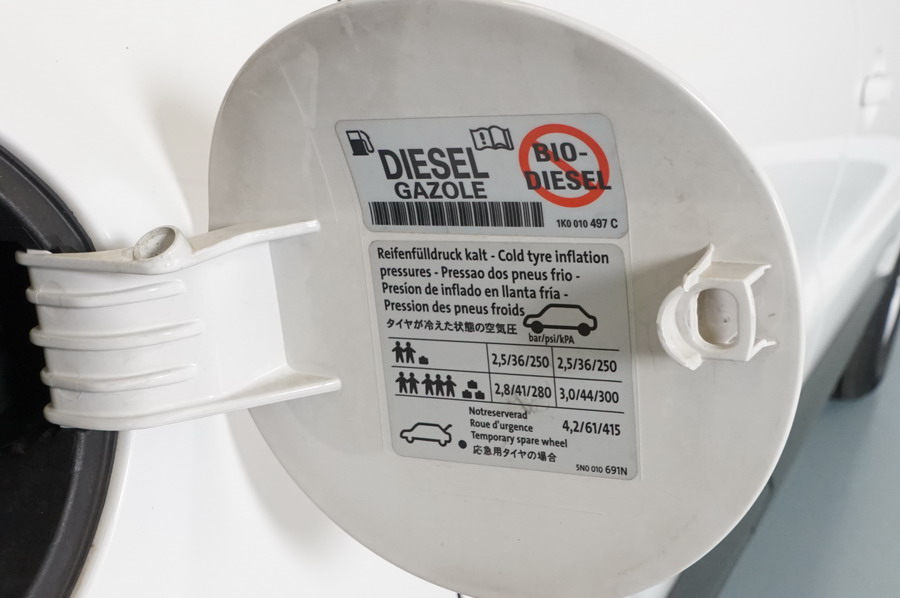 DIESEL
GAZOLE
BIO-
DIESEL
1K0 010 497 C
Reifenfülldruck kalt - Cold tyre inflation
pressures - Pressao dos pneus frio -
Presíon de inflado en llanta fría -
Pression des pneus froids
タイヤが冷えた状態の空気圧
bar/psi/kPA
2,5/36/250 2,5/36/250
2,8/41/280 3,0/44/300
Notreserverad
Roue d'urgence
Temporary spare wheel
応急用タイヤの場合
4,2/61/415
5N0 010 691N